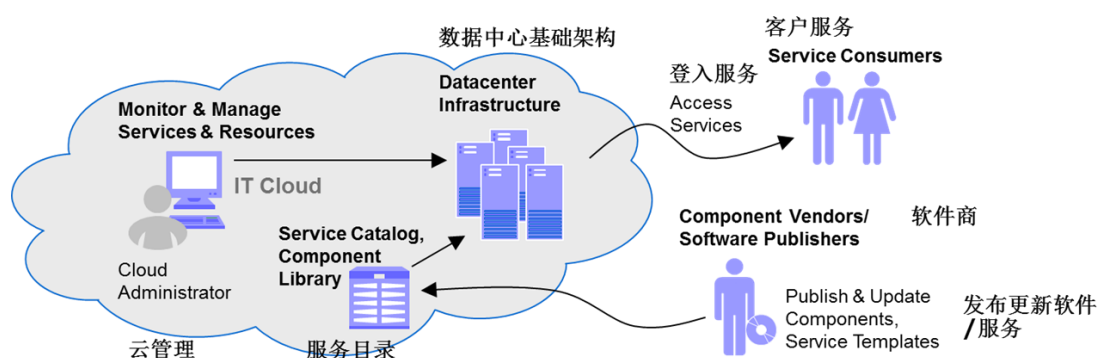 数据中心基础架构
Datacenter
Infrastructure
Monitor & Manage
Services & Resources
IT Cloud
Cloud
Administrator
云管理
Service Catalog,
Component
Library
服务目录
客户服务
Service Consumers
登入服务
Access
Services
Component Vendors/
Software Publishers
软件商
Publish & Update
Components,
Service Templates
发布更新软件
/服务